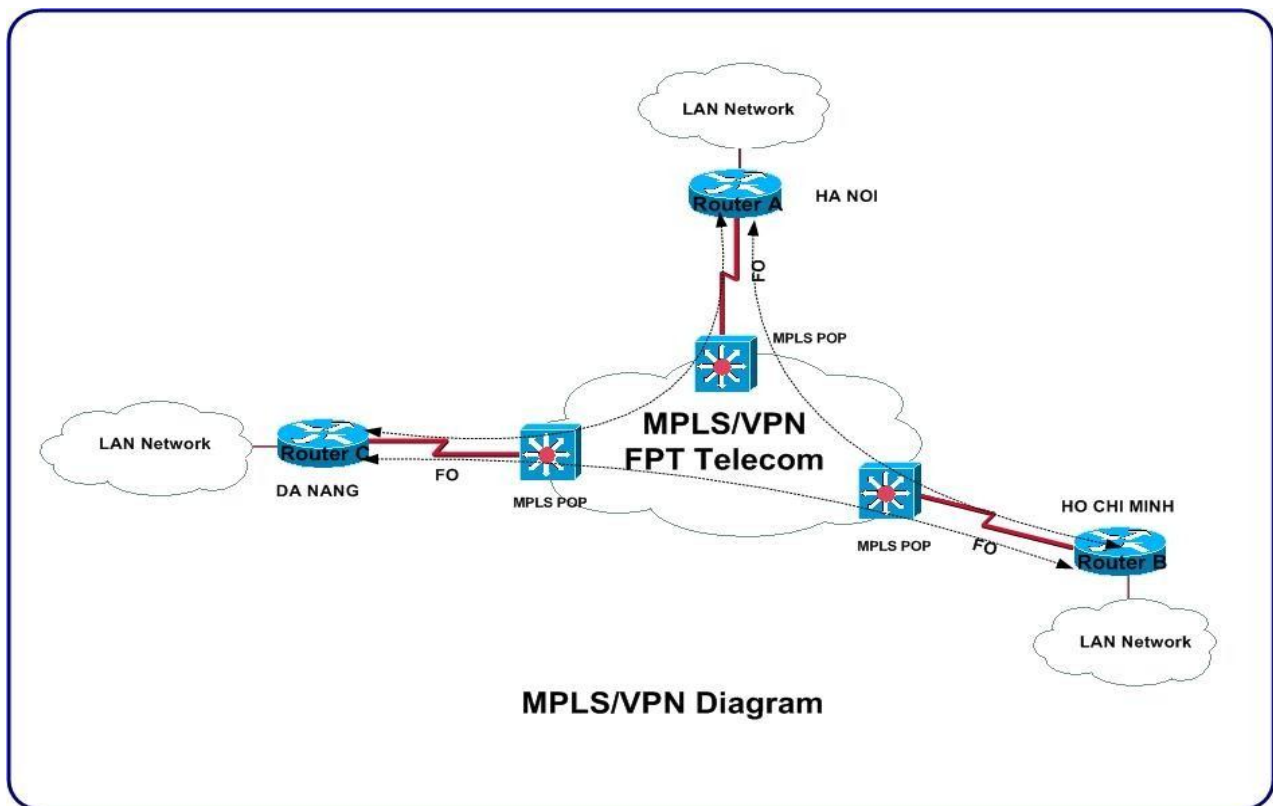 LAN Network
Router A
HA NOI
FO
MPLS POP
MPLS/VPN
FPT Telecom
LAN Network
Router C
DA NANG
FO
MPLS POP
MPLS POP
FO
HO CHI MINH
Router B
LAN Network
MPLS/VPN Diagram